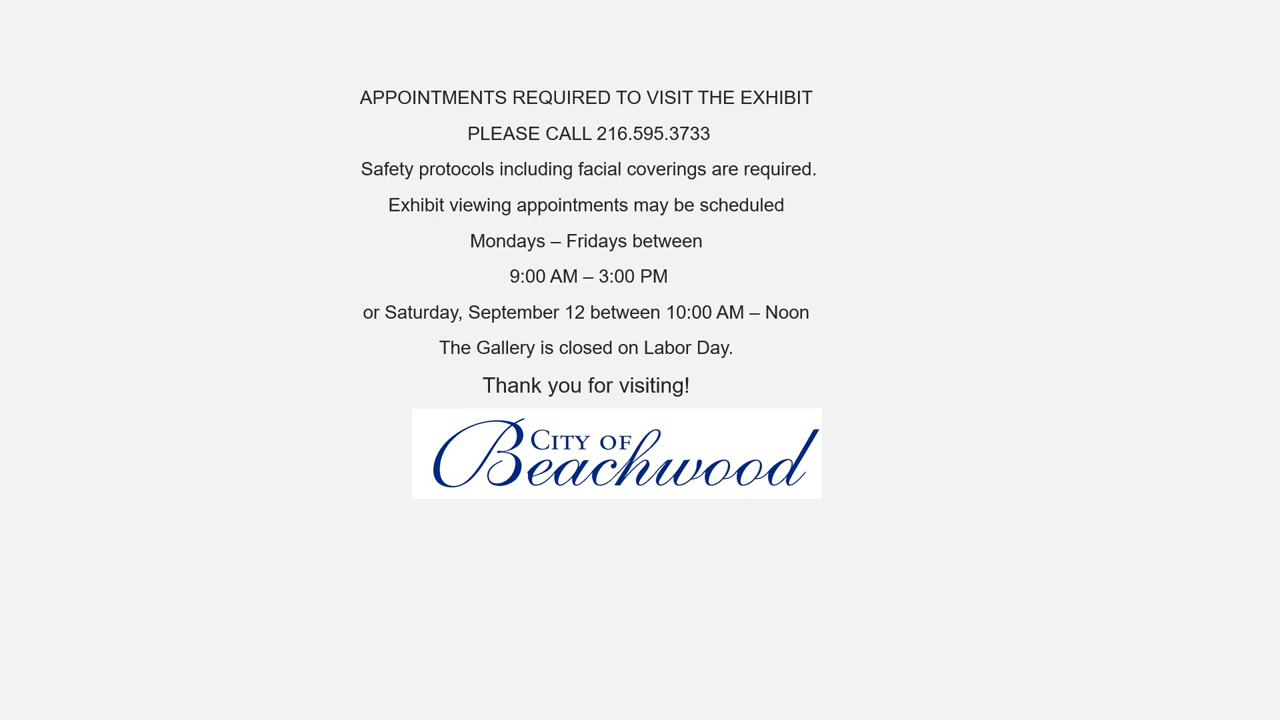 APPOINTMENTS REQUIRED TO VISIT THE EXHIBIT
PLEASE CALL 216.595.3733
Safety protocols including facial coverings are required.
Exhibit viewing appointments may be scheduled
Mondays – Fridays between
9:00 AM – 3:00 PM
or Saturday, September 12 between 10:00 AM – Noon
The Gallery is closed on Labor Day.
Thank you for visiting!
CITY OF
Beachwood